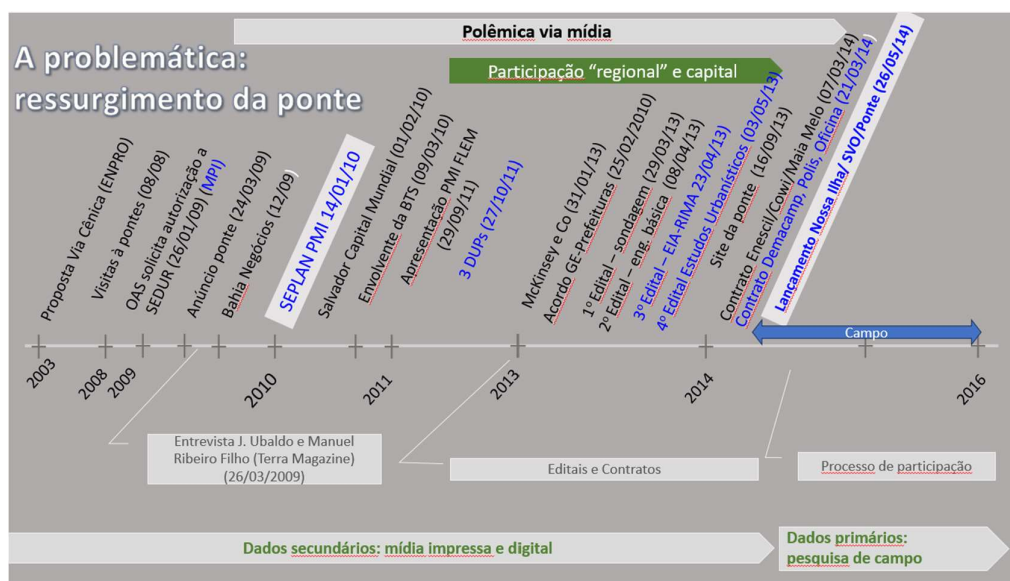 A problemática:
ressurgimento da ponte
Polêmica via mídia
Participação “regional” e capital
Proposta Via Cênica (ENPRO)
Visitas à pontes (08/08)
OAS solicita autorização a
SEDUR (26/01/09) (MPI)
Anúncio ponte (24/03/09)
Bahia Negócios (12/09)
SEPLAN PMI 14/01/10
Salvador Capital Mundial (01/02/10)
Envolvente da BTS (09/03/10)
Apresentação PMI FLEM
(29/09/11)
3 DUPs (27/10/11)
McKinsey e Co (31/01/13)
Acordo GE-Prefeituras (25/02/2010)
1º Edital – sondagem (29/03/13)
2º Edital – eng. básica (08/04/13)
3º Edital – EIA-RIMA 23/04/13)
4º Edital Estudos Urbanísticos (03/05/13)
Site da ponte (16/09/13)
Contrato Enescil/Cowi/Maia Melo (07/03/14)
Contrato Demacamp, Polis, Oficina (21/03/14)
Lançamento Nossa Ilha/ SVO/Ponte (26/05/14)
Campo
2003
2008
2009
2010
2011
2013
2014
2016
Entrevista J. Ubaldo e Manuel
Ribeiro Filho (Terra Magazine)
(26/03/2009)
Editais e Contratos
Processo de participação
Dados secundários: mídia impressa e digital
Dados primários:
pesquisa de campo